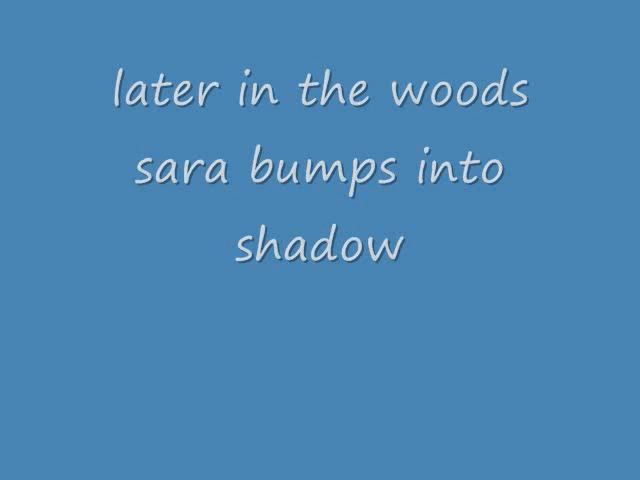 later in the woods
sara bumps into
shadow